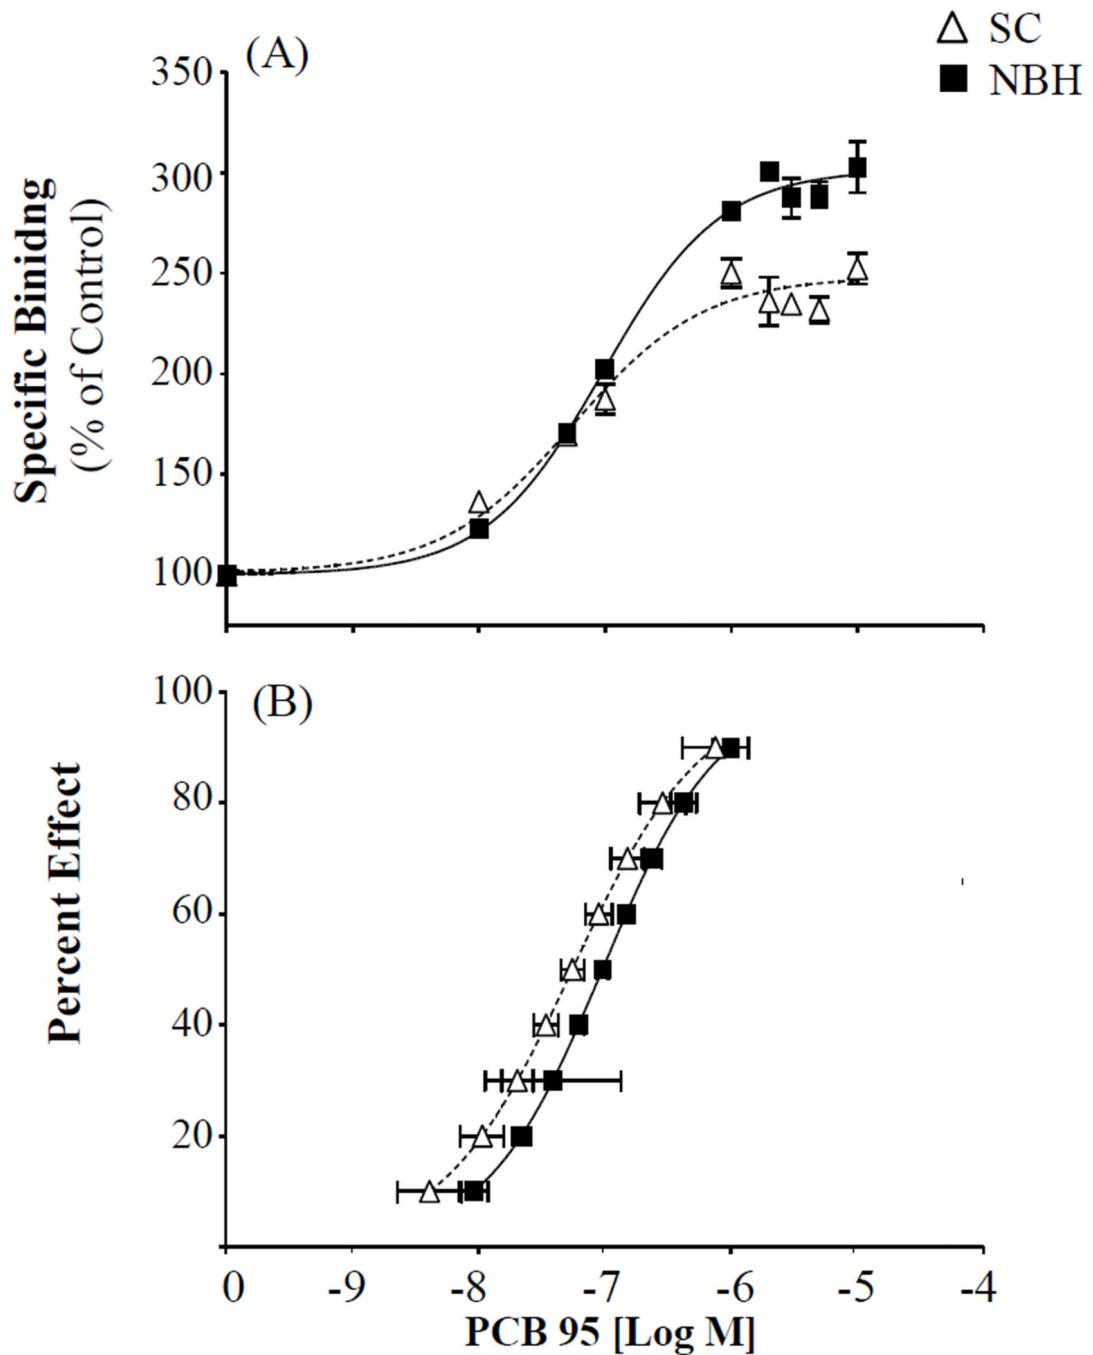 SC
NBH
(A)
350
300
250
200
150
100
Specific Binidng
(% of Control)
(B)
100
80
60
40
20
Percent Effect
0 -9 -8 -7 -6 -5 -4
PCB 95 [Log M]